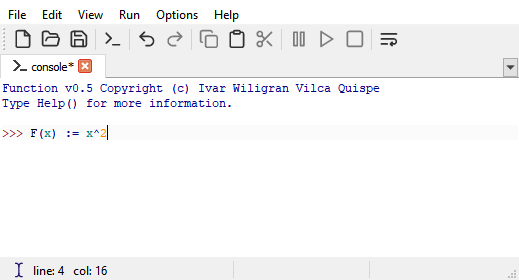 File Edit View Run Options Help
console*
Function v0.5 Copyright (c) Ivar Wiligran Vilca Quispe
Type Help() for more information.
>>> F(x) := x^2
line: 4 col: 16